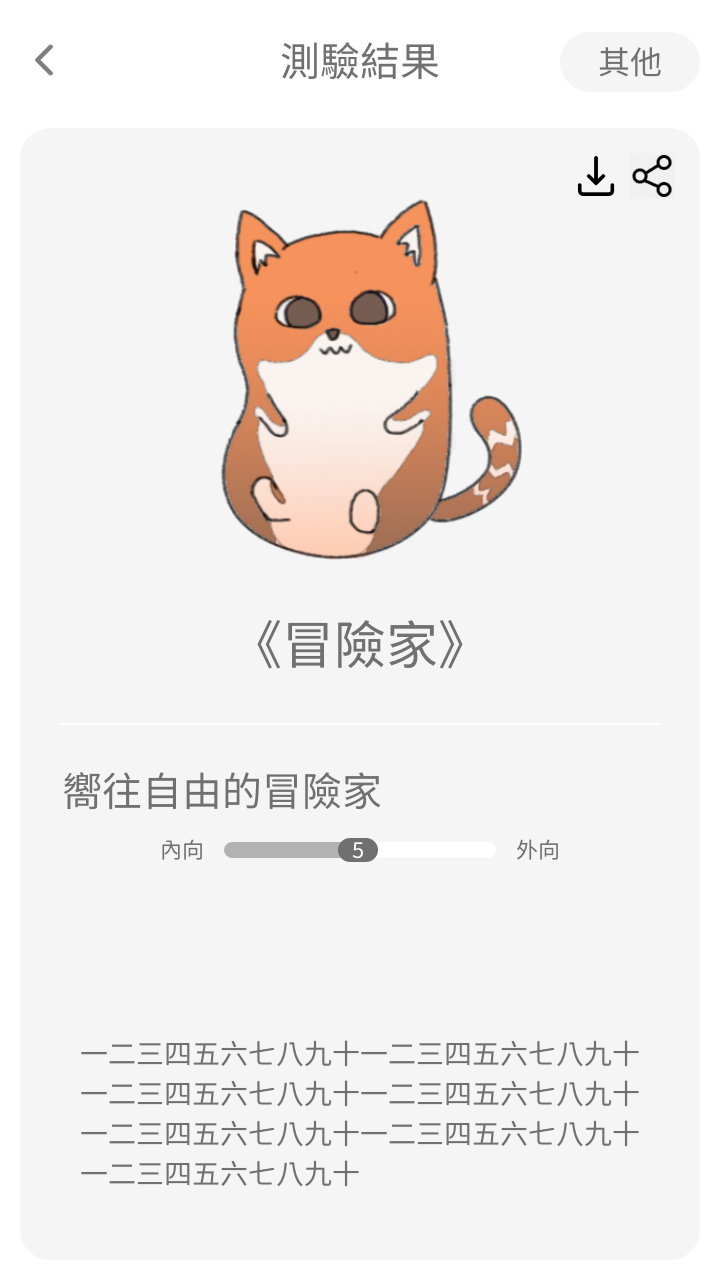 測驗結果
其他
《冒險家》
嚮往自由的冒險家
內向
5
外向
一二三四五六七八九十一二三四五六七八九十
一二三四五六七八九十一二三四五六七八九十
一二三四五六七八九十一二三四五六七八九十
一二三四五六七八九十